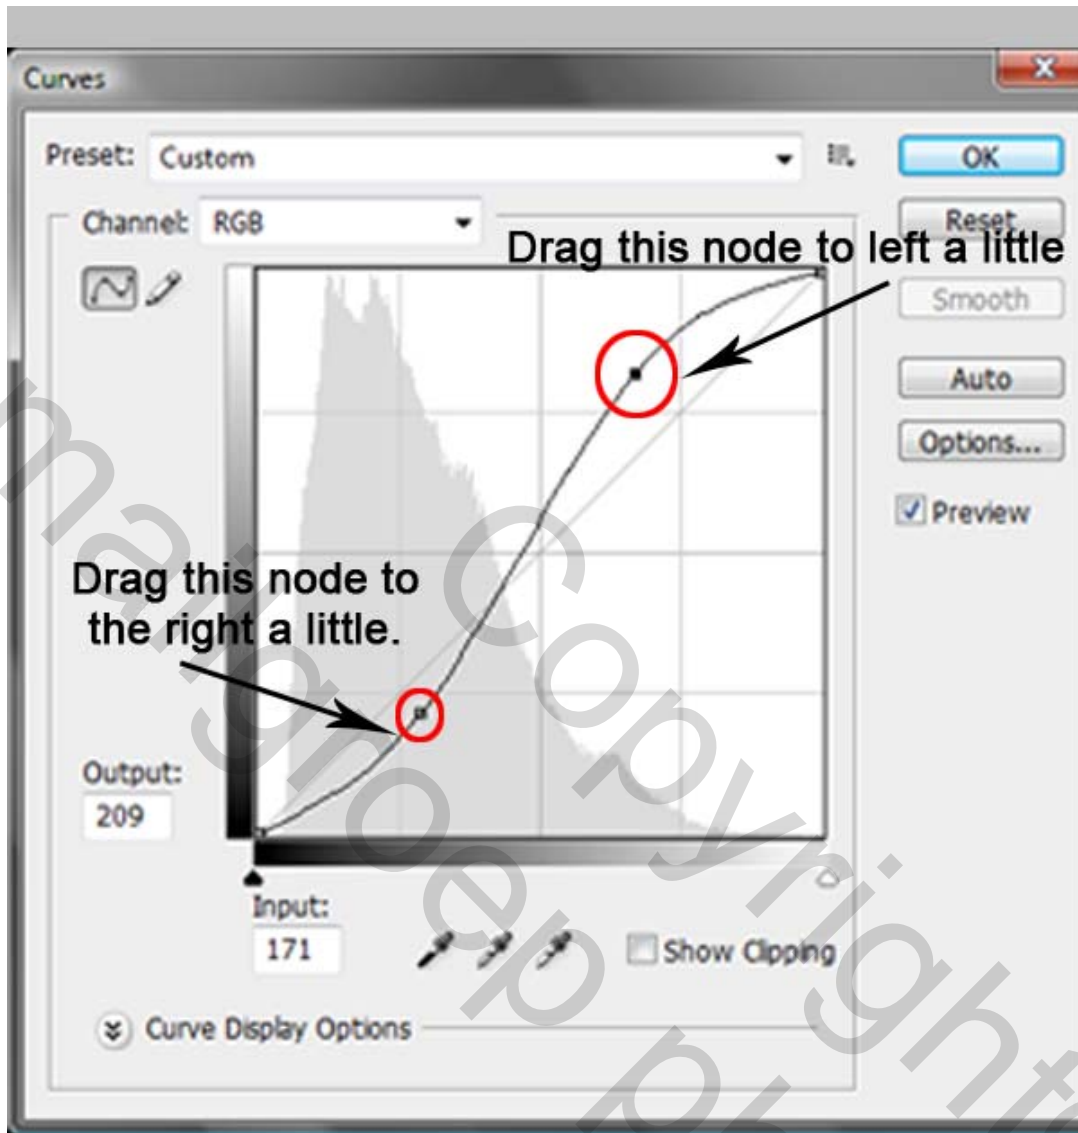 Curves
Preset: Custom
OK
Channel: RGB
Reset
Drag this node to left a little
Smooth
Auto
Options...
Preview
Drag this node to
the right a little.
Output:
209
Input:
171
Show Clipping
Curve Display Options
Copyright
mailgroep